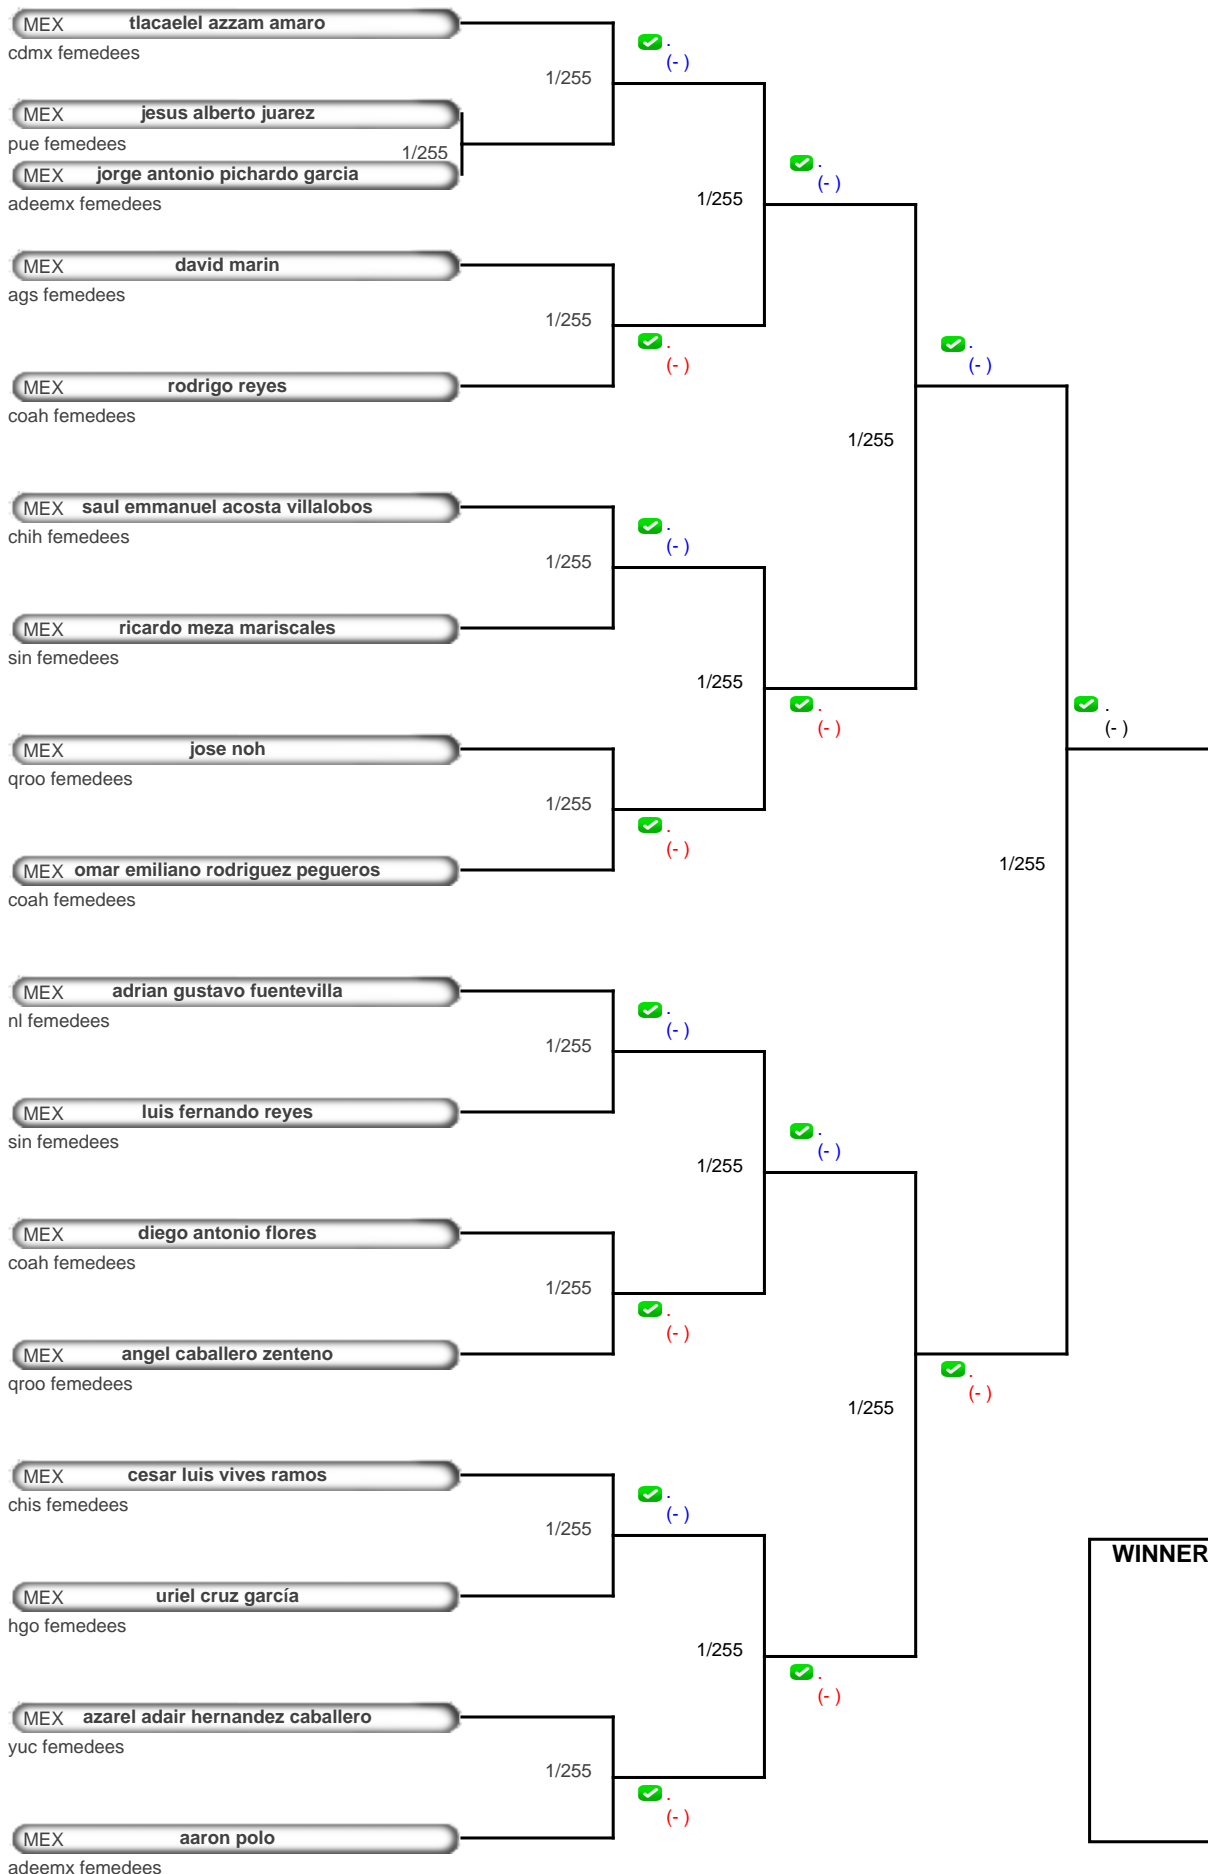 MEX tlacaelel azzam amaro
cdmx femedees
.
(- )
1/255
MEX jesus alberto juarez
pue femedees
1/255
MEX jorge antonio pichardo garcia
adeemx femedees
.
(- )
1/255
MEX david marin
ags femedees
1/255
.
(- )
MEX rodrigo reyes
coah femedees
.
(- )
1/255
MEX saul emmanuel acosta villalobos
chih femedees
.
(- )
1/255
MEX ricardo meza mariscales
sin femedees
1/255
.
(- )
.
(- )
MEX jose noh
qroo femedees
1/255
.
(- )
MEX omar emiliano rodriguez pegueros
coah femedees
1/255
MEX adrian gustavo fuentevilla
nl femedees
.
(- )
1/255
MEX luis fernando reyes
sin femedees
.
(- )
1/255
MEX diego antonio flores
coah femedees
1/255
.
(- )
MEX angel caballero zenteno
qroo femedees
.
(- )
1/255
MEX cesar luis vives ramos
chis femedees
.
(- )
1/255
WINNER
MEX uriel cruz garcía
hgo femedees
1/255
.
(- )
MEX azarel adair hernandez caballero
yuc femedees
1/255
.
(- )
MEX aaron polo
adeemx femedees